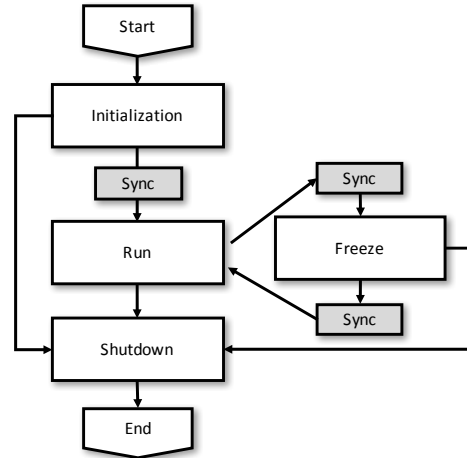 Start
Initialization
Sync
Sync
Run
Freeze
Sync
Shutdown
End